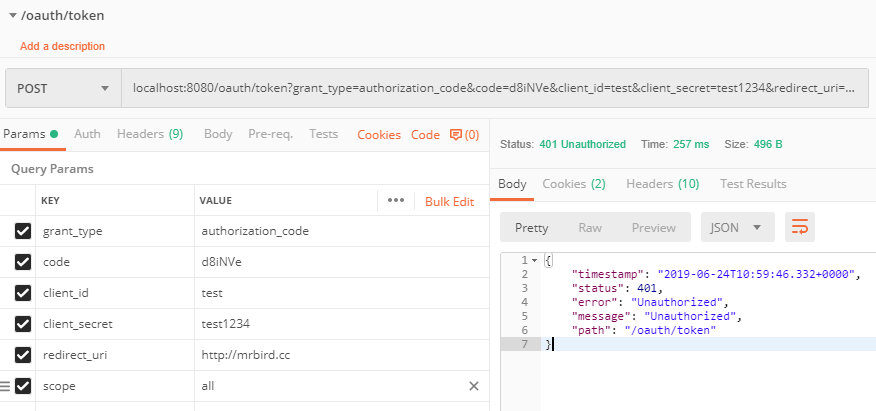 /oauth/token
Add a description
POST localhost:8080/oauth/token?grant_type=authorization_code&code=d8iNVe&client_id=test&client_secret=test1234&redirect_uri=...
Params Auth Headers (9) Body Pre-req. Tests Cookies Code (0)
Query Params
KEY VALUE ••• Bulk Edit
grant_type authorization_code
code d8iNVe
client_id test
client_secret test1234
redirect_uri http://mrbird.cc
scope all
Status: 401 Unauthorized Time: 257 ms Size: 496 B
Body Cookies (2) Headers (10) Test Results
Pretty Raw Preview JSON
1 {
2 "timestamp": "2019-06-24T10:59:46.332+0000",
3 "status": 401,
4 "error": "Unauthorized",
5 "message": "Unauthorized",
6 "path": "/oauth/token"
7 }